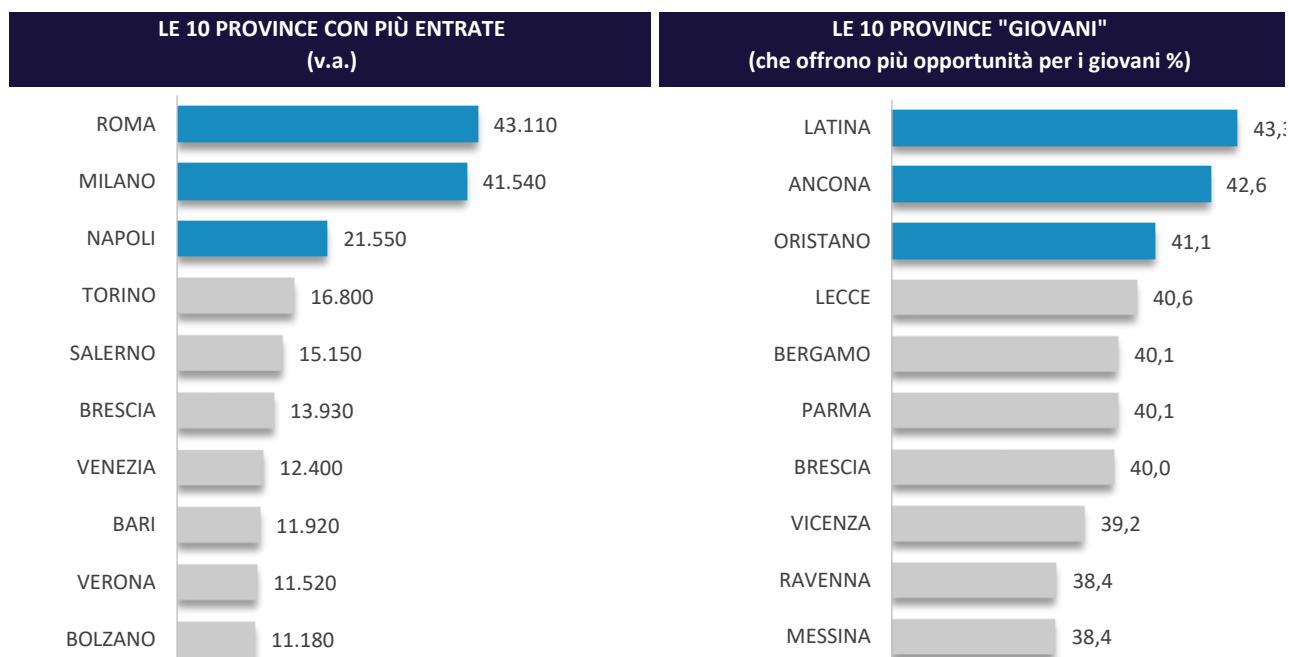 LE 10 PROVINCE CON PIÙ ENTRATE
(v.a.)
ROMA 43.110
MILANO 41.540
NAPOLI 21.550
TORINO 16.800
SALERNO 15.150
BRESCIA 13.930
VENEZIA 12.400
BARI 11.920
VERONA 11.520
BOLZANO 11.180
LE 10 PROVINCE "GIOVANI"
(che offrono più opportunità per i giovani %)
LATINA
ANCONA 42,6
ORISTANO 41,1
LECCE 40,6
BERGAMO 40,1
PARMA 40,1
BRESCIA 40,0
VICENZA 39,2
RAVENNA 38,4
MESSINA 38,4